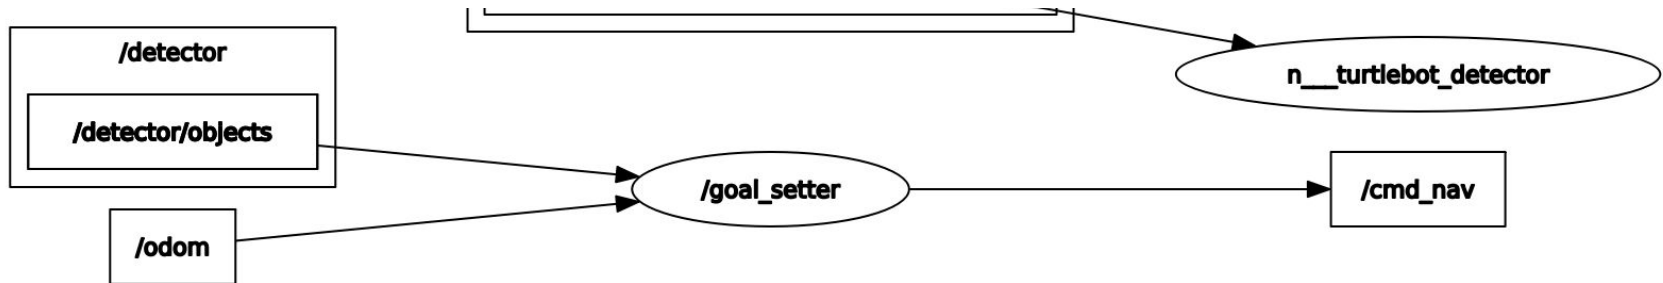 /detector
n___turtlebot_detector
/detector/objects
/goal_setter
/cmd_nav
/odom